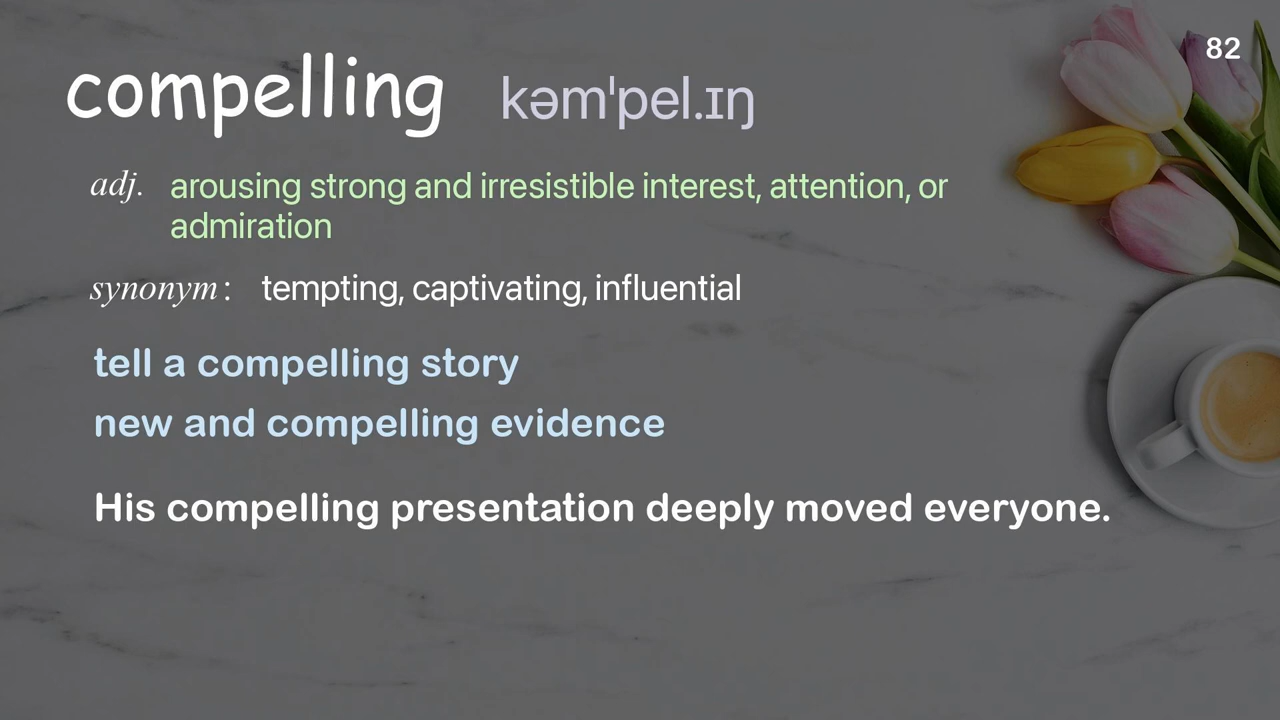 82
compelling kəmˈpel.ɪŋ
adj. arousing strong and irresistible interest, attention, or
admiration
synonym: tempting, captivating, influential
tell a compelling story
new and compelling evidence
His compelling presentation deeply moved everyone.